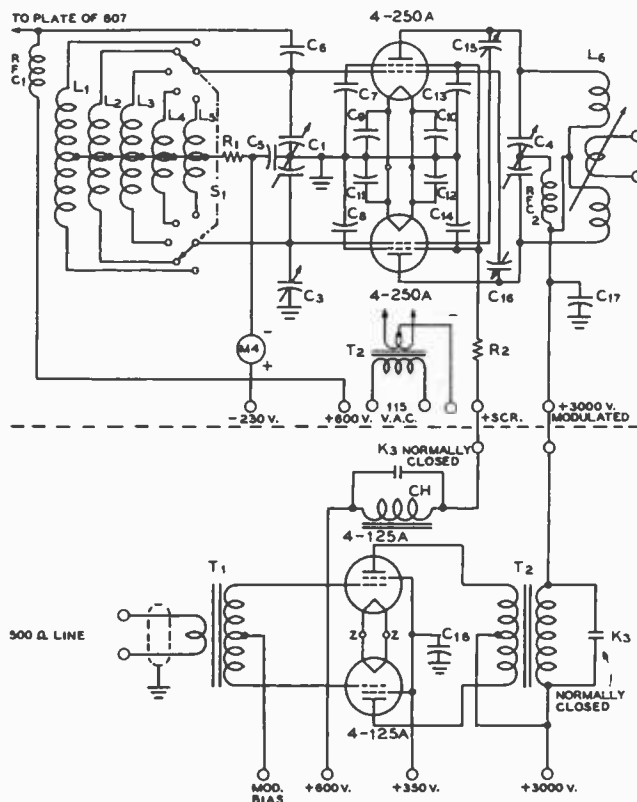 TO PLATE OF 807
4-250A
C6
C15
L6
RFC1
L1
L2
L3
L4
L5
C7
C13
R1
C5
C1
C9
C10
C4
S1
C11
C12
RFC2
C8
C14
C3
4-250A
C16
C17
M4
-
+
T2
-
R2
-230 V.
+600 V.
115 V.A.C.
+SCR.
+3000 V. MODULATED
K3 NORMALLY CLOSED
CH
4-125A
T1
T2
500 Ω LINE
Z
Z
C18
K3
NORMALLY CLOSED
4-125A
MOD. BIAS
+600 V.
+350 V.
+3000 V.